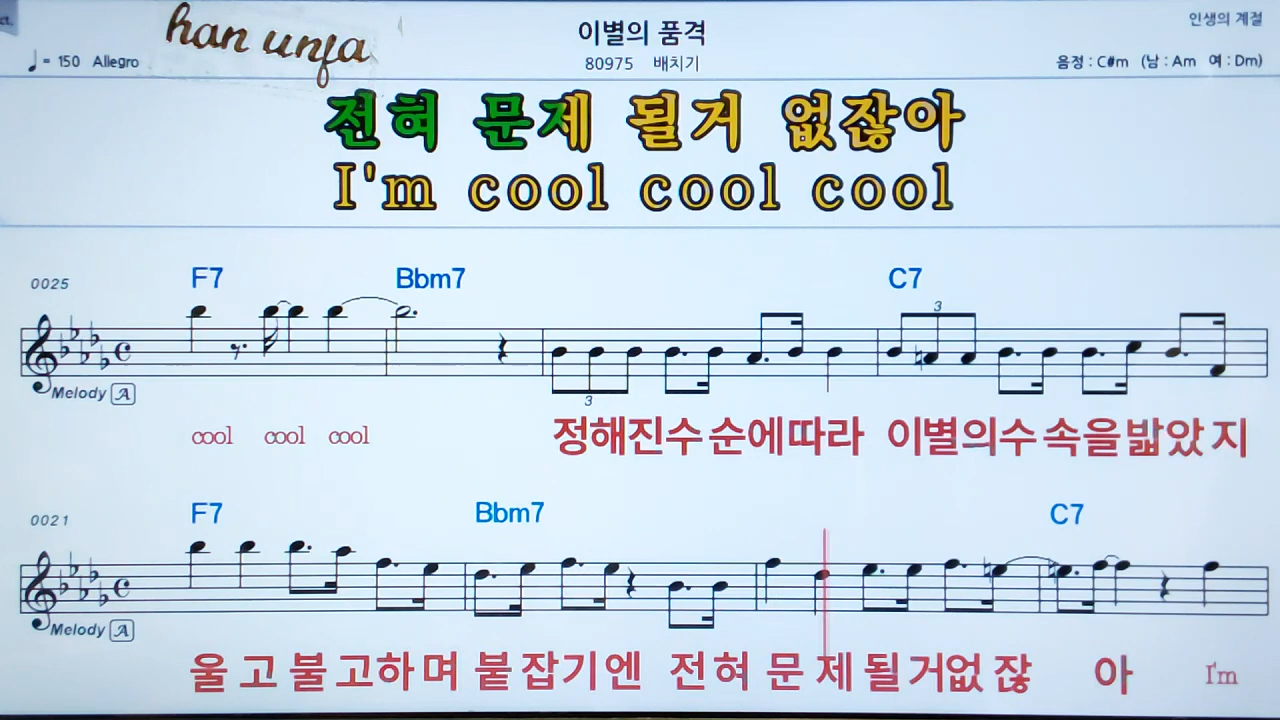 han unja
이별의 품격
인생의 계절
♩= 150 Allegro
80975 배치기
음정 : C#m (남 : Am 여 : Dm)
전혀 문제 될거 없잖아
I'm cool cool cool
0025
F7 Bbm7 C7
3 3
Melody A
cool cool cool 정해진수순에따라 이별의수속을밟았지
0021
F7 Bbm7 C7
Melody A
울고불고하며 붙잡기엔 전혀 문제될거없잖 아 I'm